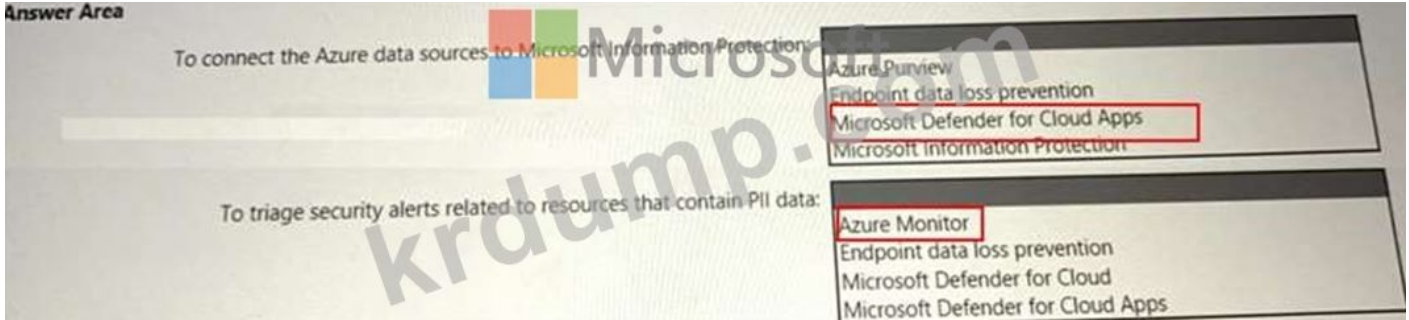 Answer Area
To connect the Azure data sources to Microsoft Information Protection:
Azure Purview
Endpoint data loss prevention
Microsoft Defender for Cloud Apps
Microsoft Information Protection
To triage security alerts related to resources that contain PII data:
Azure Monitor
Endpoint data loss prevention
Microsoft Defender for Cloud
Microsoft Defender for Cloud Apps
Microsoft
krdump.com